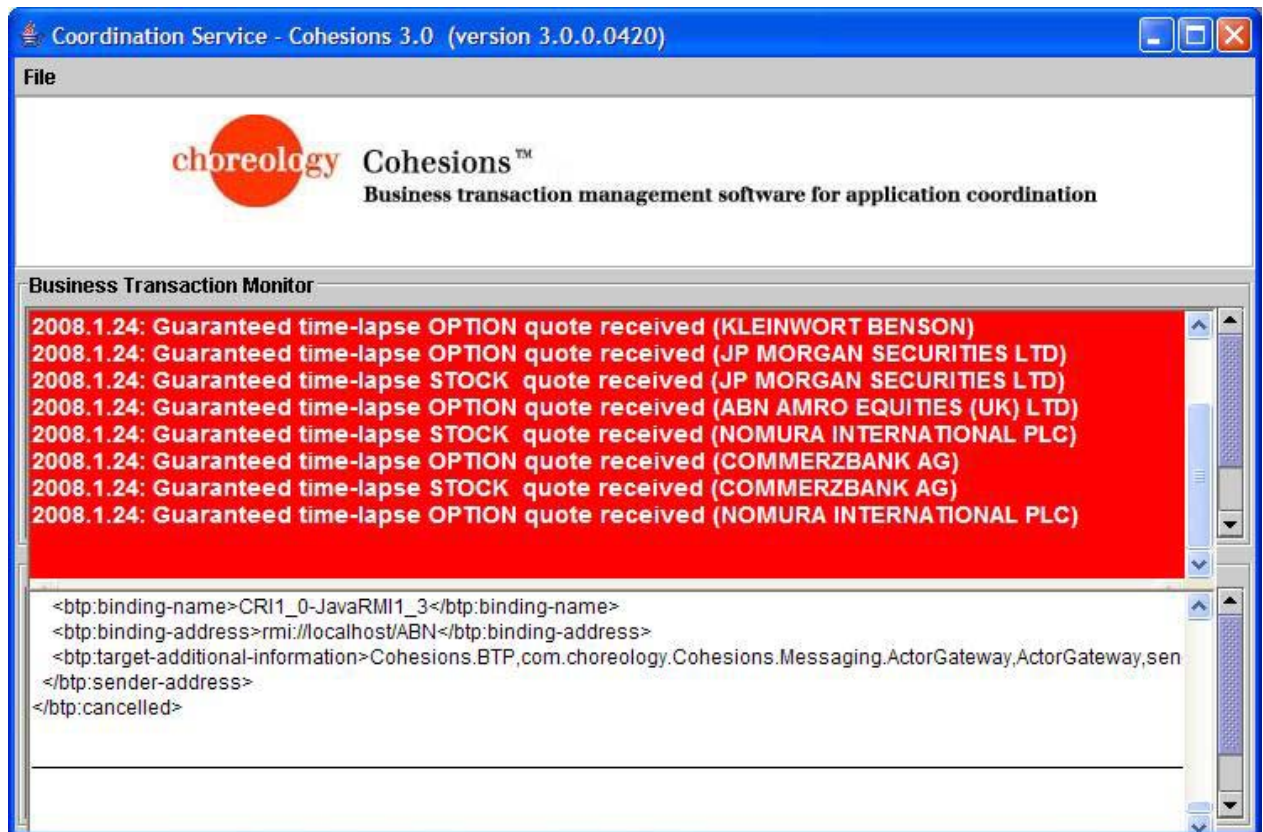 Coordination Service - Cohesions 3.0 (version 3.0.0.0420)
File
choreology Cohesions™
Business transaction management software for application coordination
Business Transaction Monitor
2008.1.24: Guaranteed time-lapse OPTION quote received (KLEINWORT BENSON)
2008.1.24: Guaranteed time-lapse OPTION quote received (JP MORGAN SECURITIES LTD)
2008.1.24: Guaranteed time-lapse STOCK  quote received (JP MORGAN SECURITIES LTD)
2008.1.24: Guaranteed time-lapse OPTION quote received (ABN AMRO EQUITIES (UK) LTD)
2008.1.24: Guaranteed time-lapse STOCK  quote received (NOMURA INTERNATIONAL PLC)
2008.1.24: Guaranteed time-lapse OPTION quote received (COMMERZBANK AG)
2008.1.24: Guaranteed time-lapse STOCK  quote received (COMMERZBANK AG)
2008.1.24: Guaranteed time-lapse OPTION quote received (NOMURA INTERNATIONAL PLC)
<btp:binding-name>CRI1_0-JavaRMI1_3</btp:binding-name>
<btp:binding-address>rmi://localhost/ABN</btp:binding-address>
<btp:target-additional-information>Cohesions.BTP,com.choreology.Cohesions.Messaging.ActorGateway,ActorGateway,sen
</btp:sender-address>
</btp:cancelled>